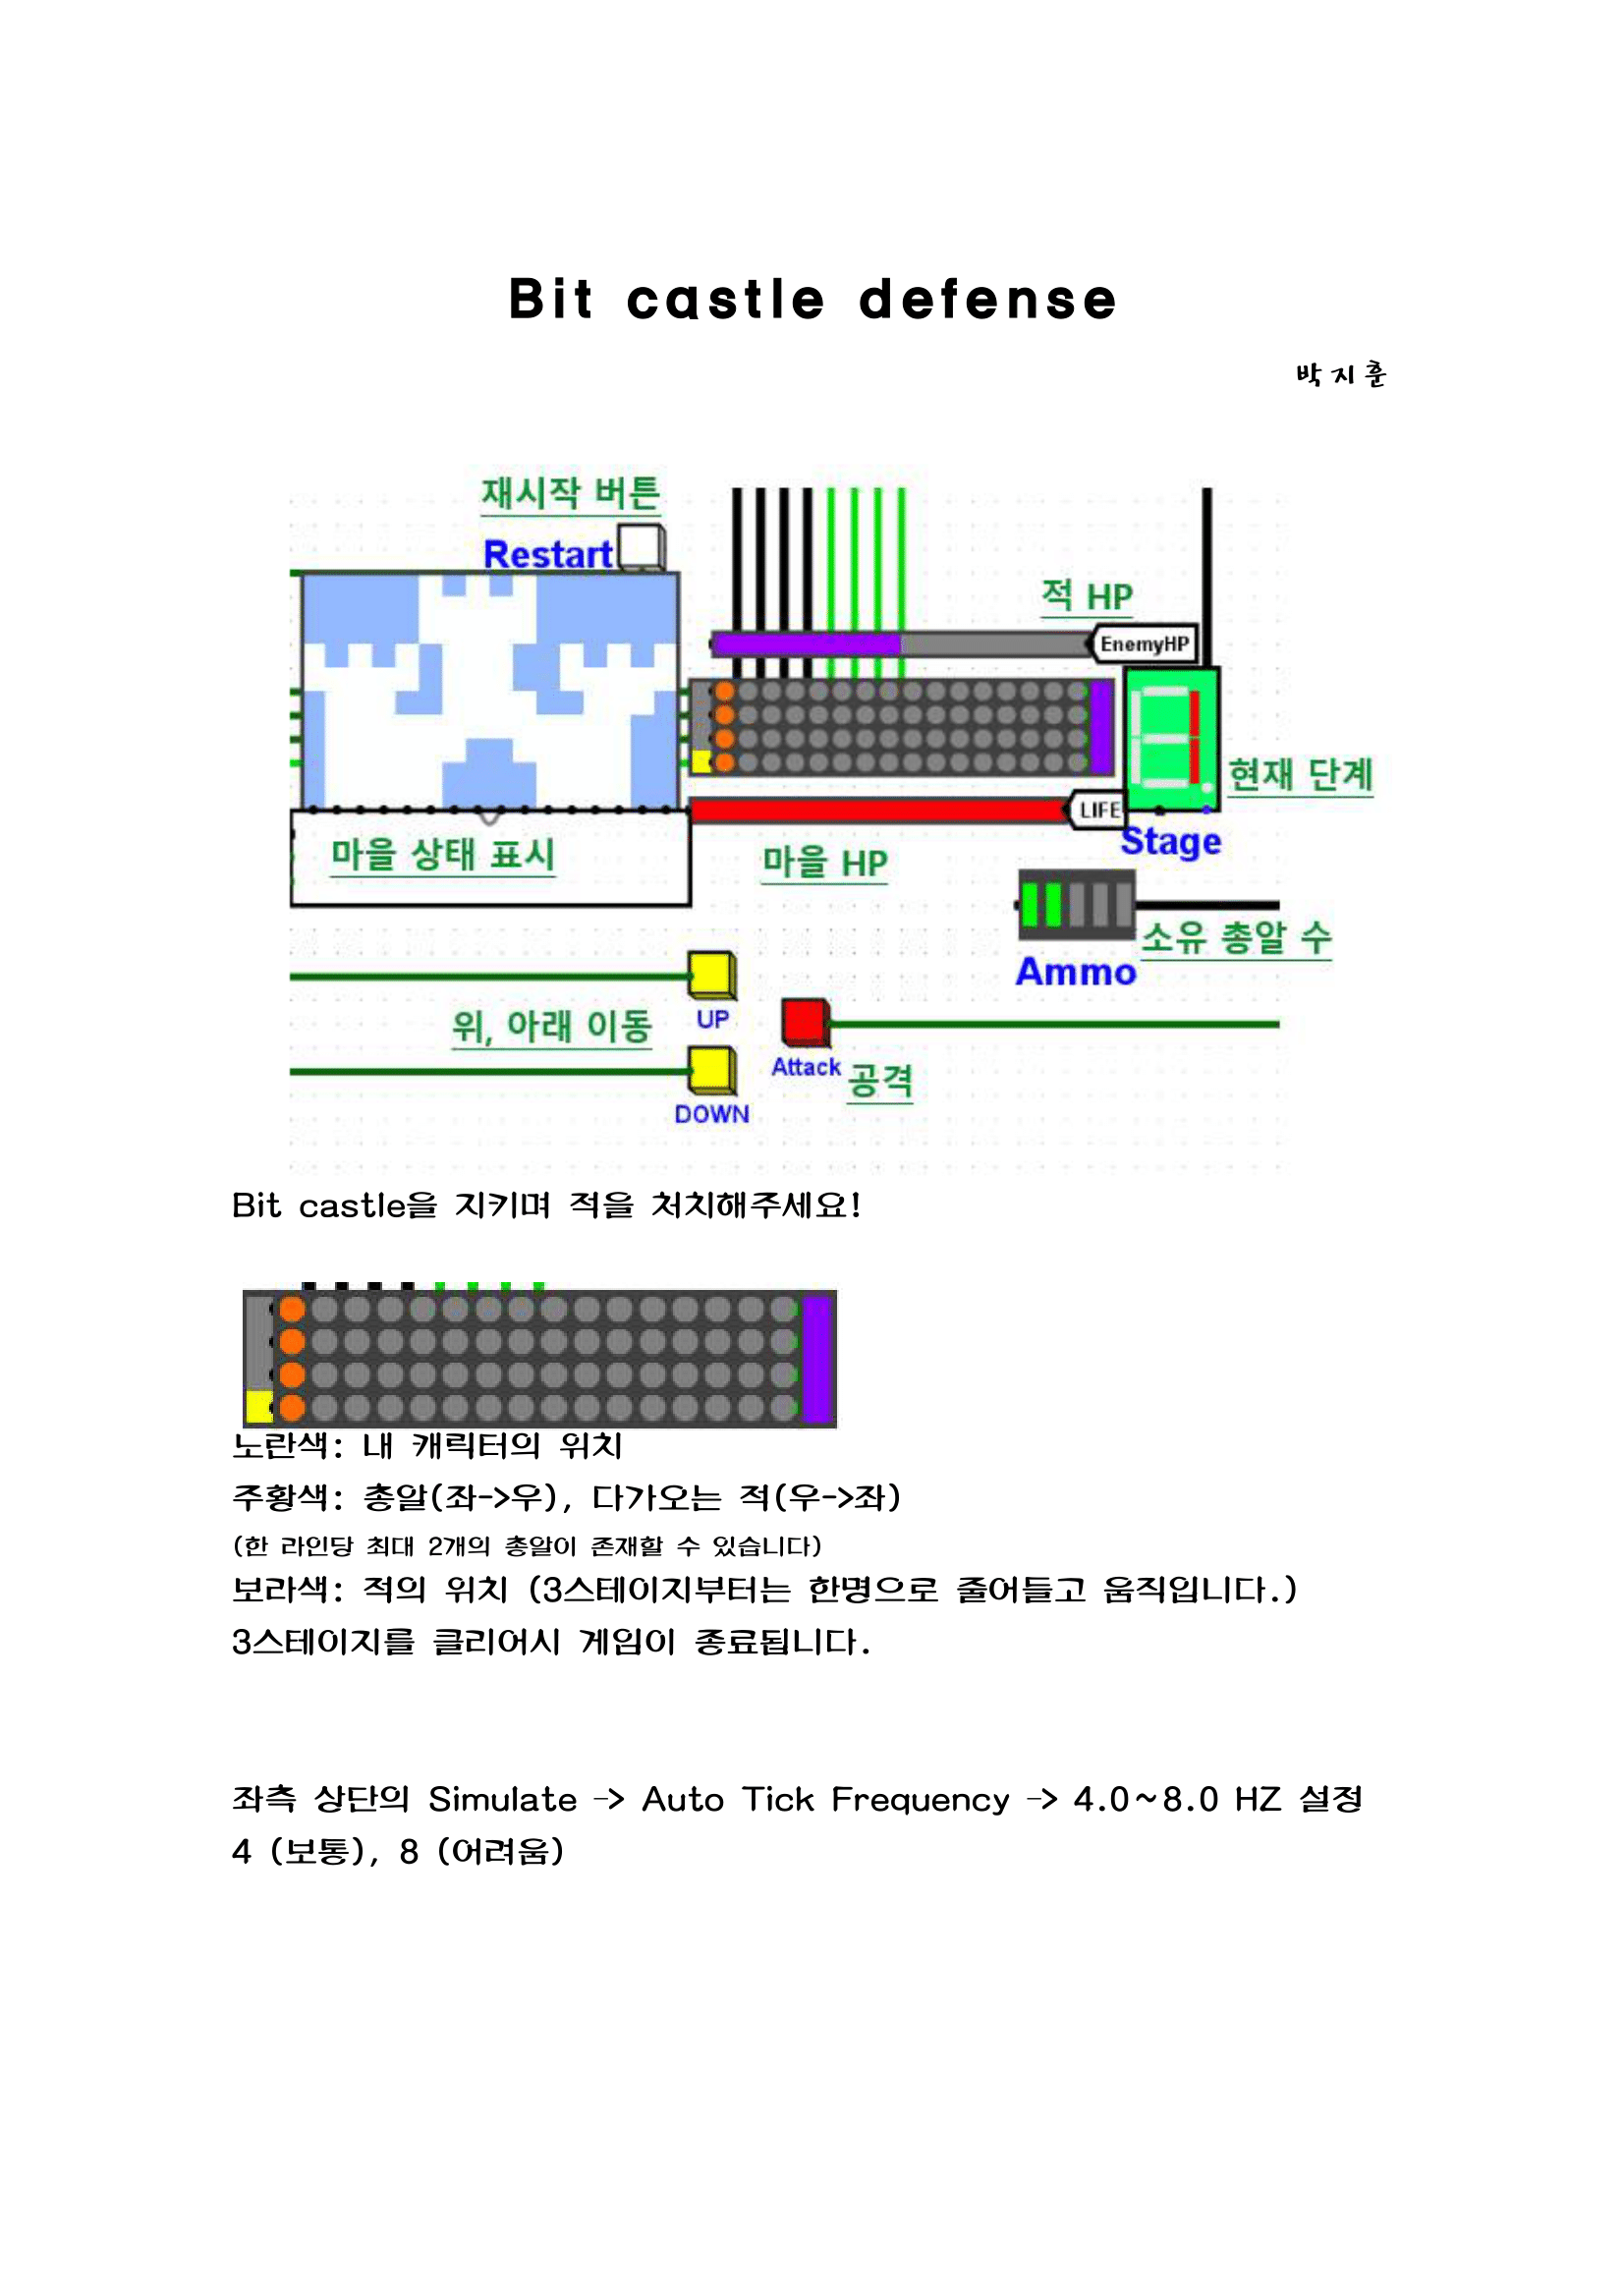 Bit castle defense
박지훈
재시작 버튼
Restart
적 HP
EnemyHP
현재 단계
LIFE
Stage
마을 상태 표시
마을 HP
소유 총알 수
Ammo
위, 아래 이동
UP
Attack
공격
DOWN
Bit castle을 지키며 적을 처치해주세요!
노란색: 내 캐릭터의 위치
주황색: 총알(좌->우), 다가오는 적(우->좌)
(한 라인당 최대 2개의 총알이 존재할 수 있습니다)
보라색: 적의 위치 (3스테이지부터는 한명으로 줄어들고 움직입니다.)
3스테이지를 클리어시 게임이 종료됩니다.
좌측 상단의 Simulate -> Auto Tick Frequency -> 4.0~8.0 HZ 설정
4 (보통), 8 (어려움)